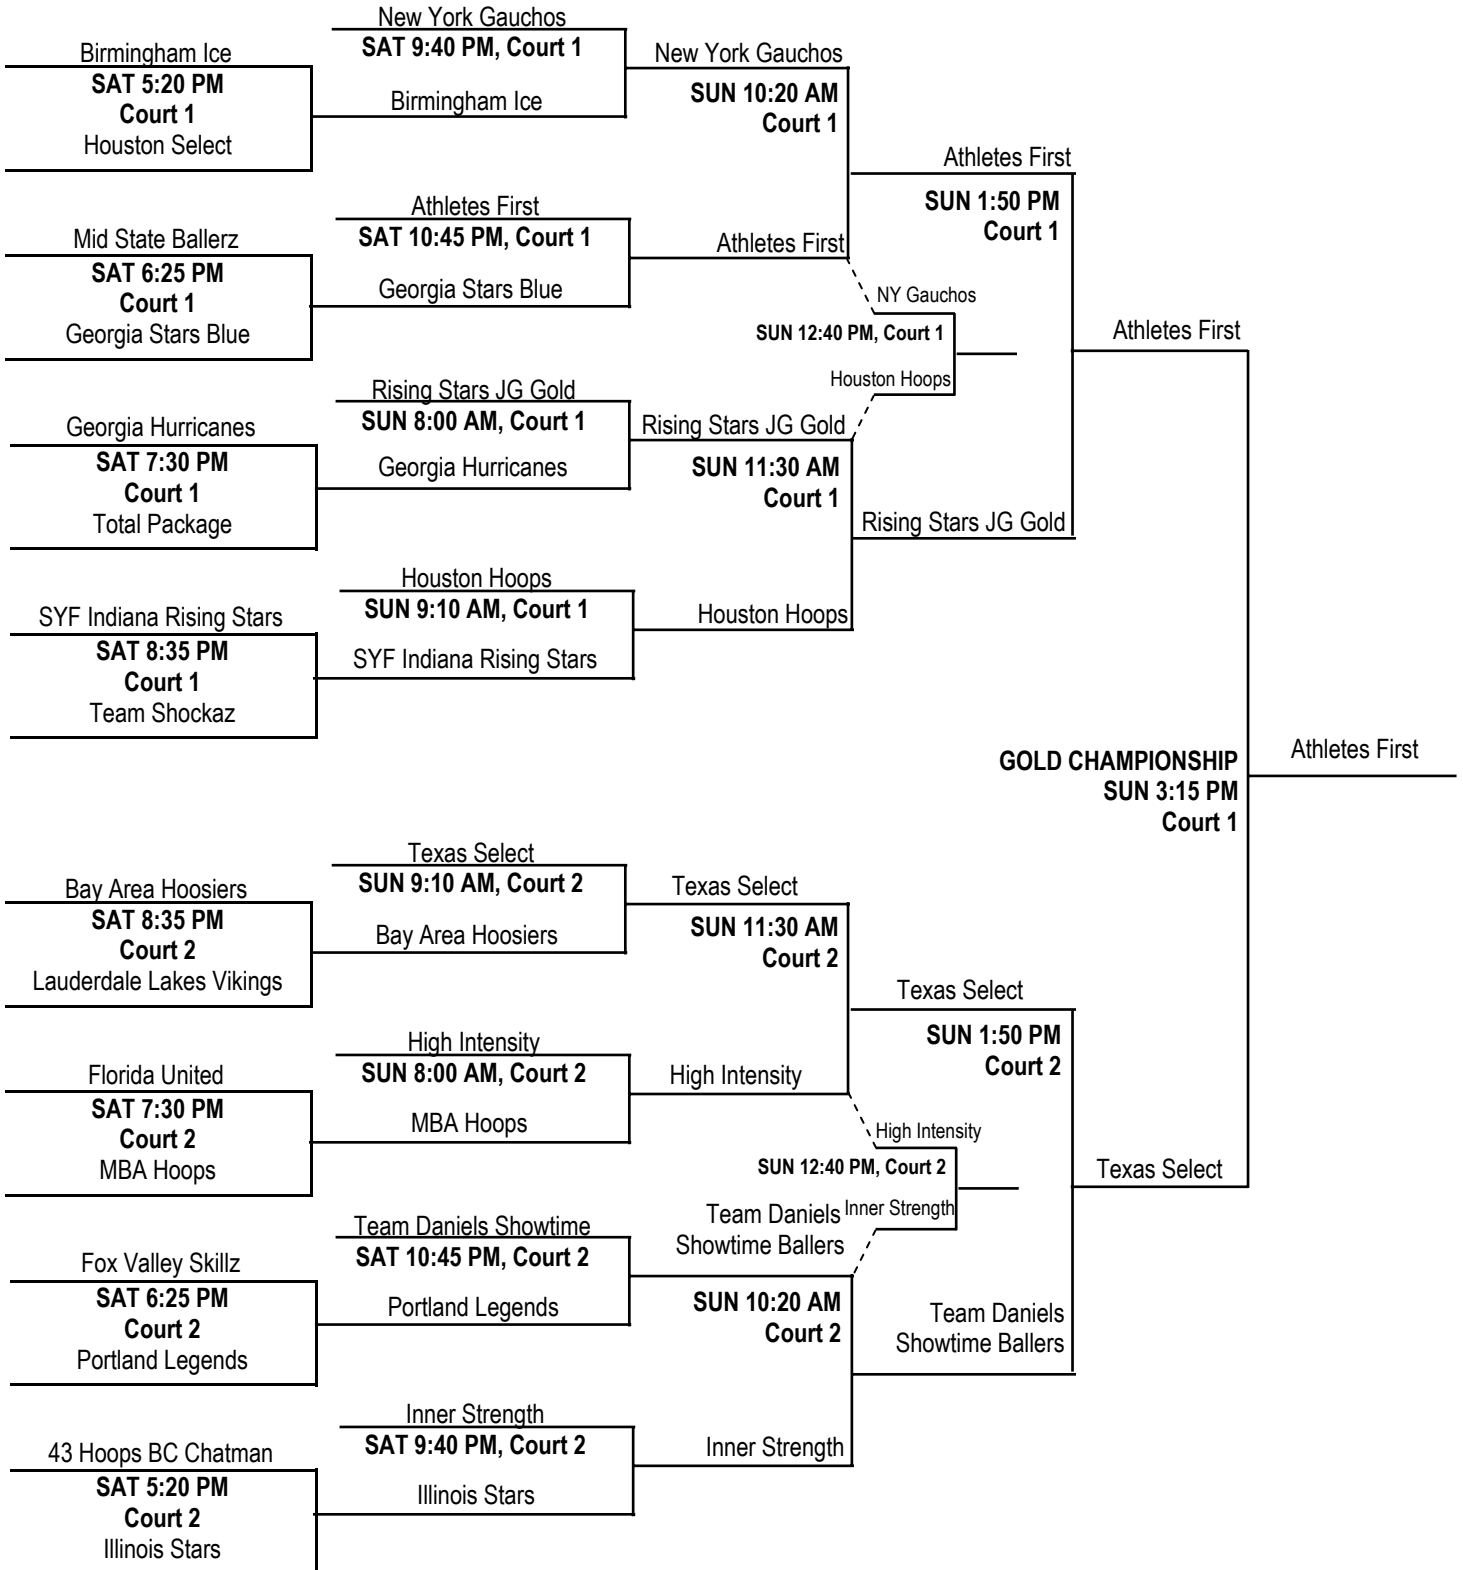 New York Gauchos
Birmingham Ice
SAT 9:40 PM, Court 1
New York Gauchos
SAT 5:20 PM
Court 1
Houston Select
Birmingham Ice
SUN 10:20 AM
Court 1
Athletes First
SUN 1:50 PM
Court 1
Athletes First
Mid State Ballerz
SAT 10:45 PM, Court 1
Athletes First
SAT 6:25 PM
Court 1
Georgia Stars Blue
Georgia Stars Blue
NY Gauchos
SUN 12:40 PM, Court 1
Houston Hoops
Athletes First
Rising Stars JG Gold
Georgia Hurricanes
SUN 8:00 AM, Court 1
Rising Stars JG Gold
SAT 7:30 PM
Court 1
Total Package
Georgia Hurricanes
SUN 11:30 AM
Court 1
Rising Stars JG Gold
Houston Hoops
SYF Indiana Rising Stars
SUN 9:10 AM, Court 1
Houston Hoops
SAT 8:35 PM
Court 1
Team Shockaz
SYF Indiana Rising Stars
GOLD CHAMPIONSHIP
SUN 3:15 PM
Court 1
Athletes First
Texas Select
Bay Area Hoosiers
SUN 9:10 AM, Court 2
Texas Select
SAT 8:35 PM
Court 2
Lauderdale Lakes Vikings
Bay Area Hoosiers
SUN 11:30 AM
Court 2
Texas Select
SUN 1:50 PM
Court 2
High Intensity
Florida United
SUN 8:00 AM, Court 2
High Intensity
SAT 7:30 PM
Court 2
MBA Hoops
MBA Hoops
High Intensity
SUN 12:40 PM, Court 2
Inner Strength
Texas Select
Team Daniels Showtime
Fox Valley Skillz
SAT 10:45 PM, Court 2
Team Daniels
Showtime Ballers
SAT 6:25 PM
Court 2
Portland Legends
Portland Legends
SUN 10:20 AM
Court 2
Team Daniels
Showtime Ballers
Inner Strength
43 Hoops BC Chatman
SAT 9:40 PM, Court 2
Inner Strength
SAT 5:20 PM
Court 2
Illinois Stars
Illinois Stars